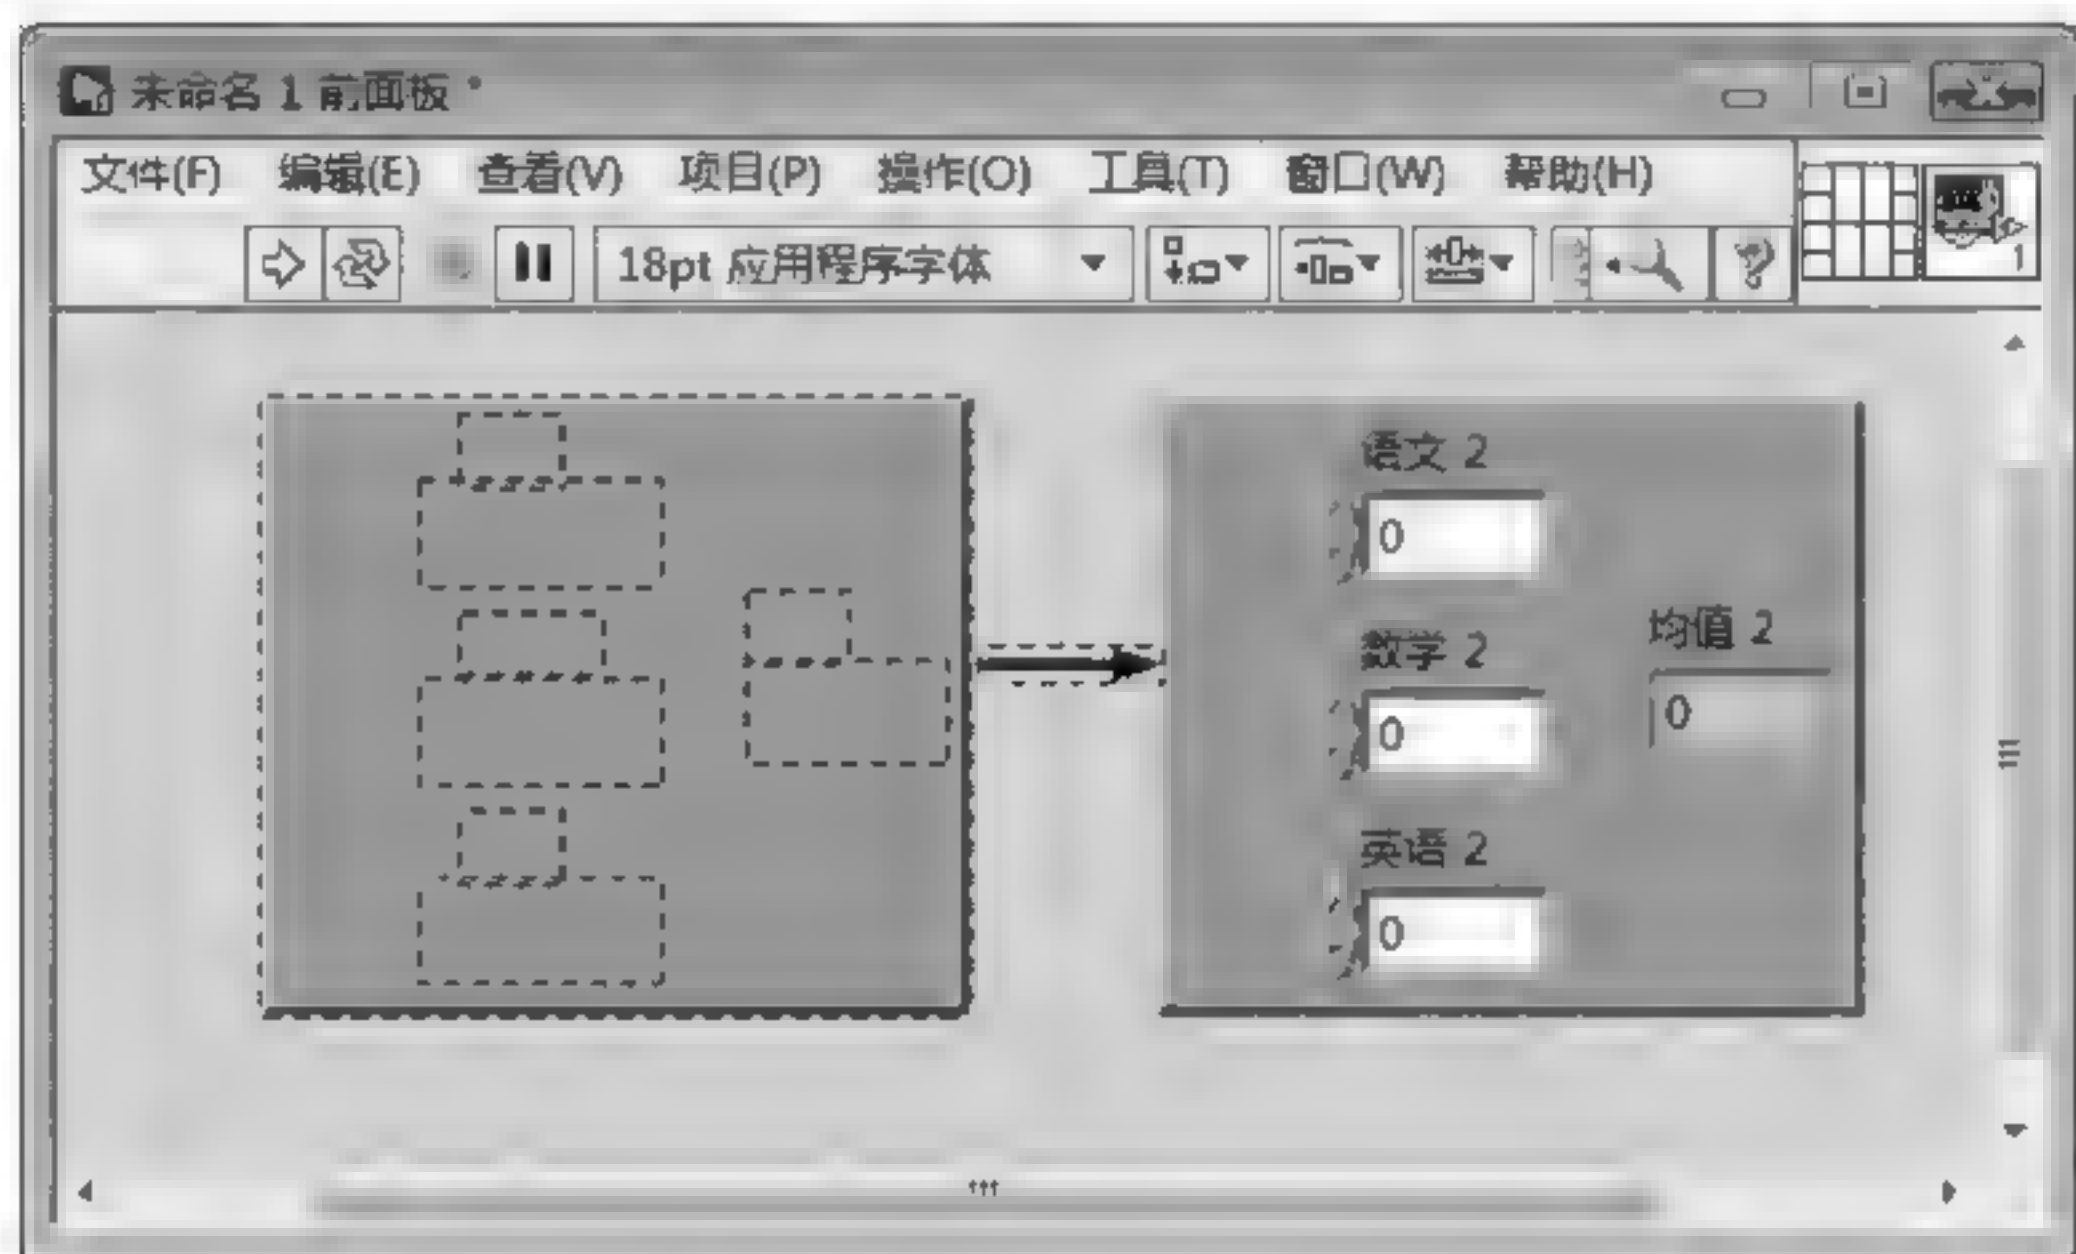 未命名 1 前面板 *
文件(F) 编辑(E) 查看(V) 项目(P) 操作(O) 工具(T) 窗口(W) 帮助(H)
18pt 应用程序字体
1
语文 2
0
数学 2
0
均值 2
0
英语 2
0